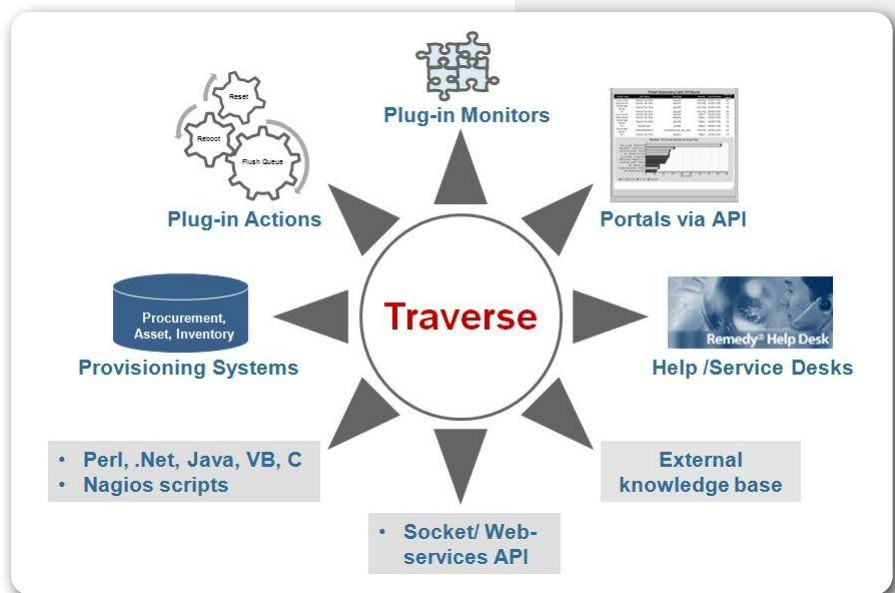 Plug-in Monitors
Reset
Reboot
Flush Queue
Plug-in Actions
Portals via API
Traverse
Procurement,
Asset, Inventory
Provisioning Systems
Remedy® Help Desk
Help /Service Desks
• Perl, .Net, Java, VB, C
• Nagios scripts
• Socket/ Web-
services API
External
knowledge base